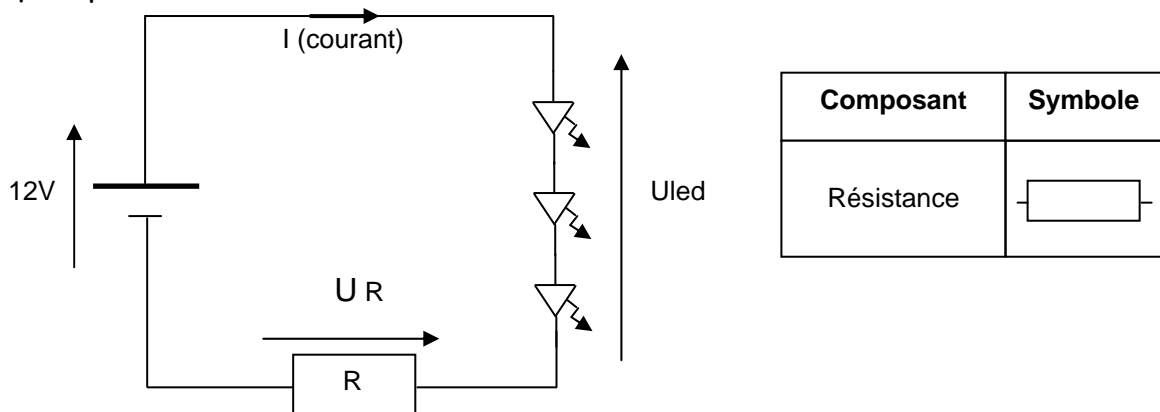 I (courant)
12V
Uled
U R
R
Composant Symbole
Résistance